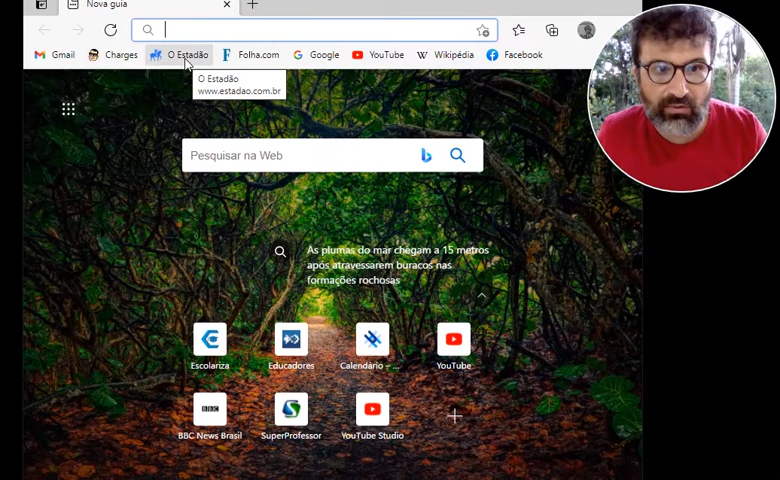 Nova guia
Gmail Charges O Estadão Folha.com Google YouTube Wikipédia Facebook
O Estadão
www.estadao.com.br
Pesquisar na Web
As plumas do mar chegam a 15 metros
após atravessarem buracos nas
formações rochosas
Escolariza Educadores Calendário – ... YouTube
BBC
BBC News Brasil SuperProfessor YouTube Studio